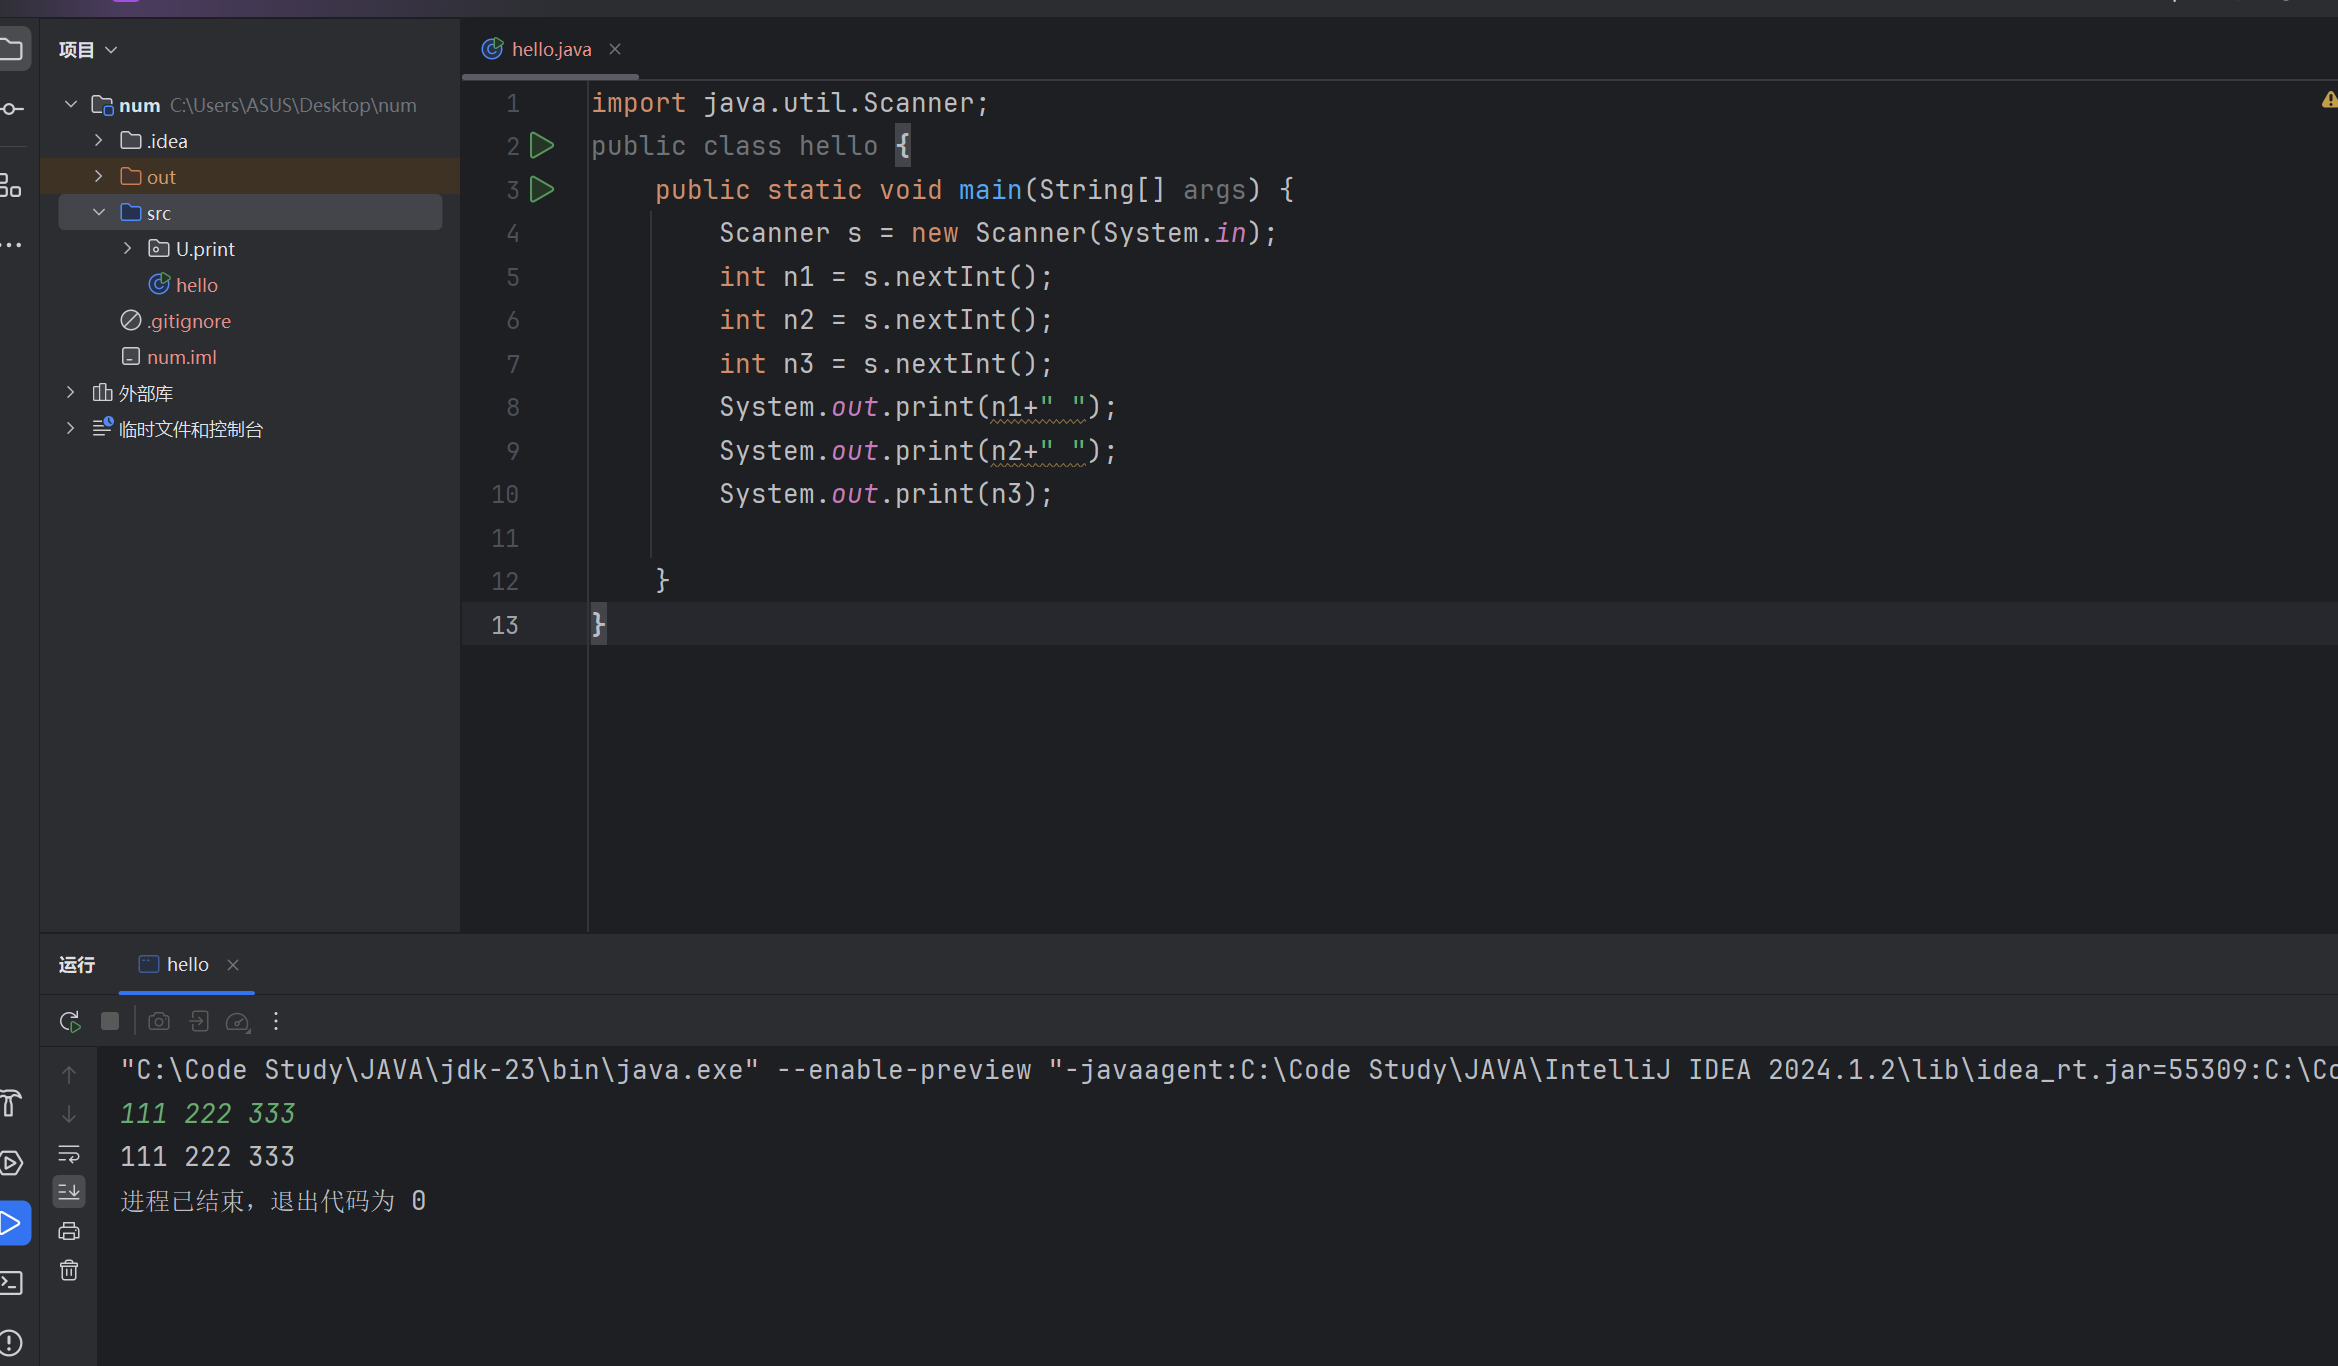 项目
num C:\Users\ASUS\Desktop\num
.idea
out
src
U.print
hello
.gitignore
num.iml
外部库
临时文件和控制台
hello.java
1 import java.util.Scanner;
2 public class hello {
3 public static void main(String[] args) {
4 Scanner s = new Scanner(System.in);
5 int n1 = s.nextInt();
6 int n2 = s.nextInt();
7 int n3 = s.nextInt();
8 System.out.print(n1+" ");
9 System.out.print(n2+" ");
10 System.out.print(n3);
11
12 }
13 }
运行 hello
"C:\Code Study\JAVA\jdk-23\bin\java.exe" --enable-preview "-javaagent:C:\Code Study\JAVA\IntelliJ IDEA 2024.1.2\lib\idea_rt.jar=55309:C:\Co
111 222 333
111 222 333
进程已结束，退出代码为 0